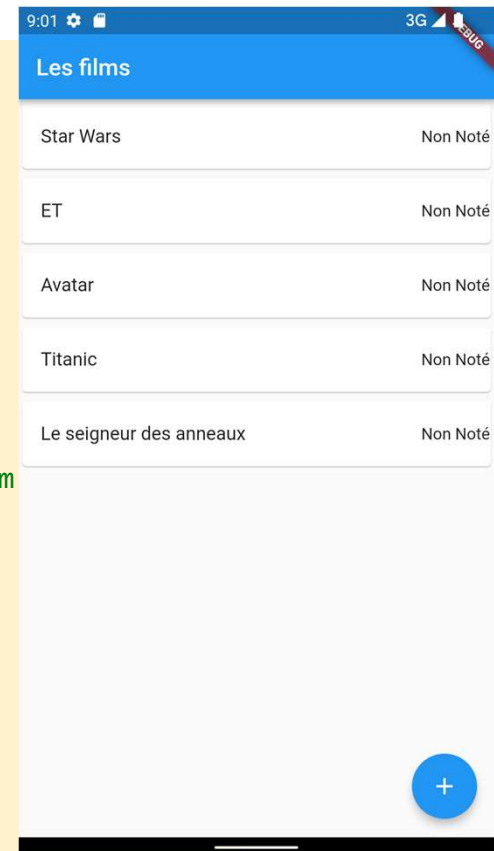 9:01 3G
DEBUG
Les films
Star Wars Non Noté
ET Non Noté
Avatar Non Noté
Titanic Non Noté
Le seigneur des anneaux Non Noté
m
+